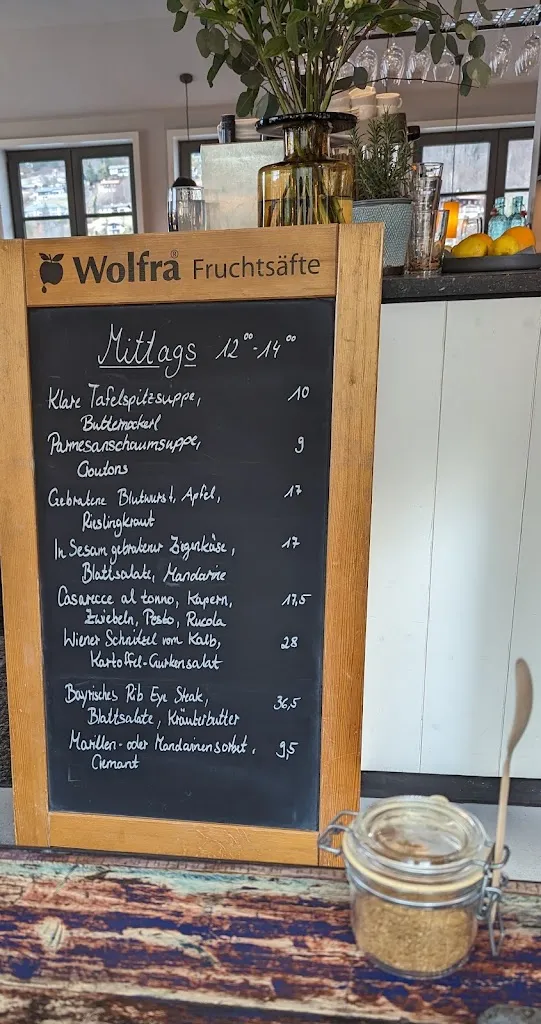 Wolfra® Fruchtsäfte
Mittags 12⁰⁰-14⁰⁰
Klare Tafelspitzsuppe, 10
Butternockerl
Parmesanschaumsuppe, 9
Croutons
Gebratene Blutwurst, Apfel, 17
Rieslingkraut
In Sesam gebratener Ziegenkäse, 17
Blattsalate, Mandarine
Casarecce al tonno, Kapern, 17,5
Zwiebeln, Pesto, Rucola
Wiener Schnitzel vom Kalb, 28
Kartoffel-Gurkensalat
Bayrisches Rib Eye Steak, 36,5
Blattsalate, Kräuterbutter
Marillen- oder Mandarinensorbet, 9,5
Cremant